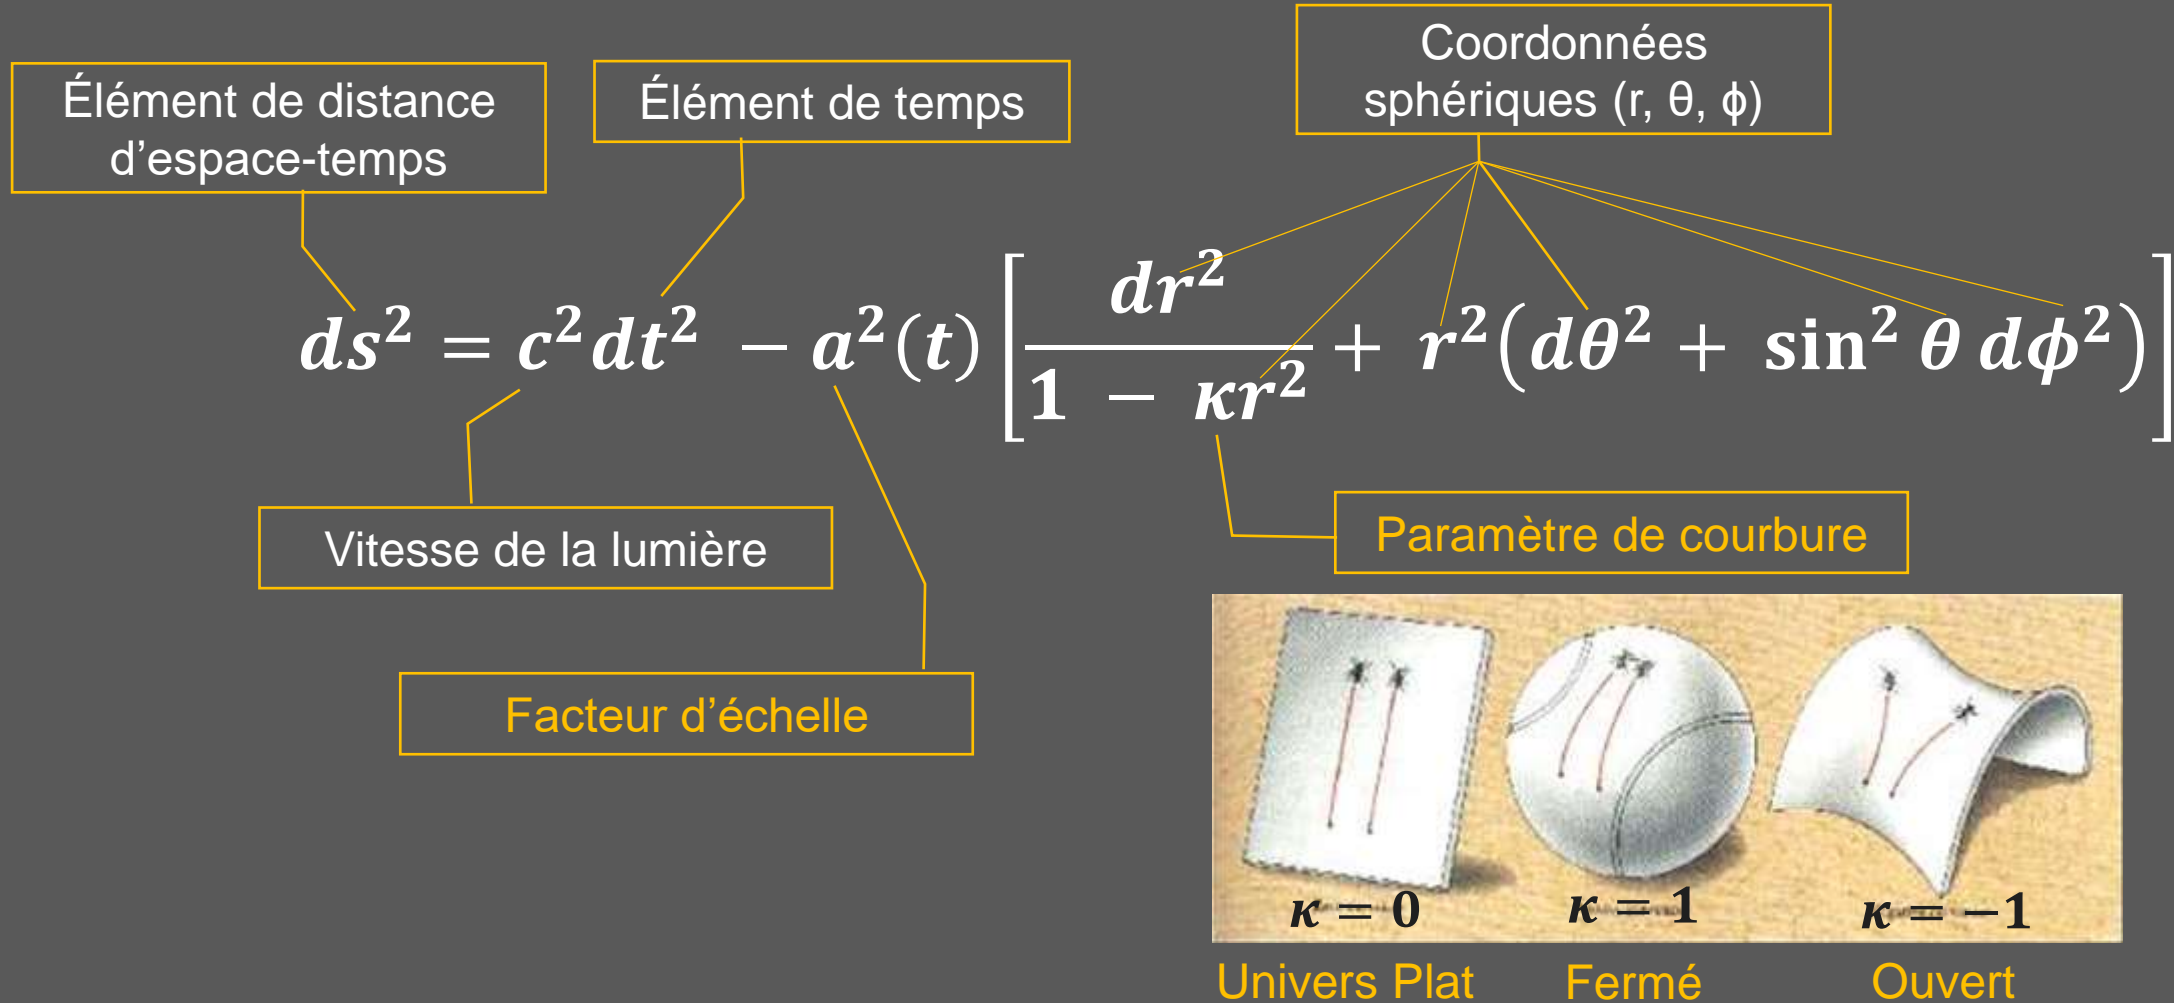 Coordonnées
sphériques (r, θ, ϕ)
Élément de distance
d’espace-temps
Élément de temps
ds² = c²dt² − a²(t) [dr² / (1 − κr²) + r²(dθ² + sin² θ dϕ²)]
Vitesse de la lumière
Paramètre de courbure
Facteur d’échelle
κ = 0 κ = 1 κ = −1
Univers Plat Fermé Ouvert